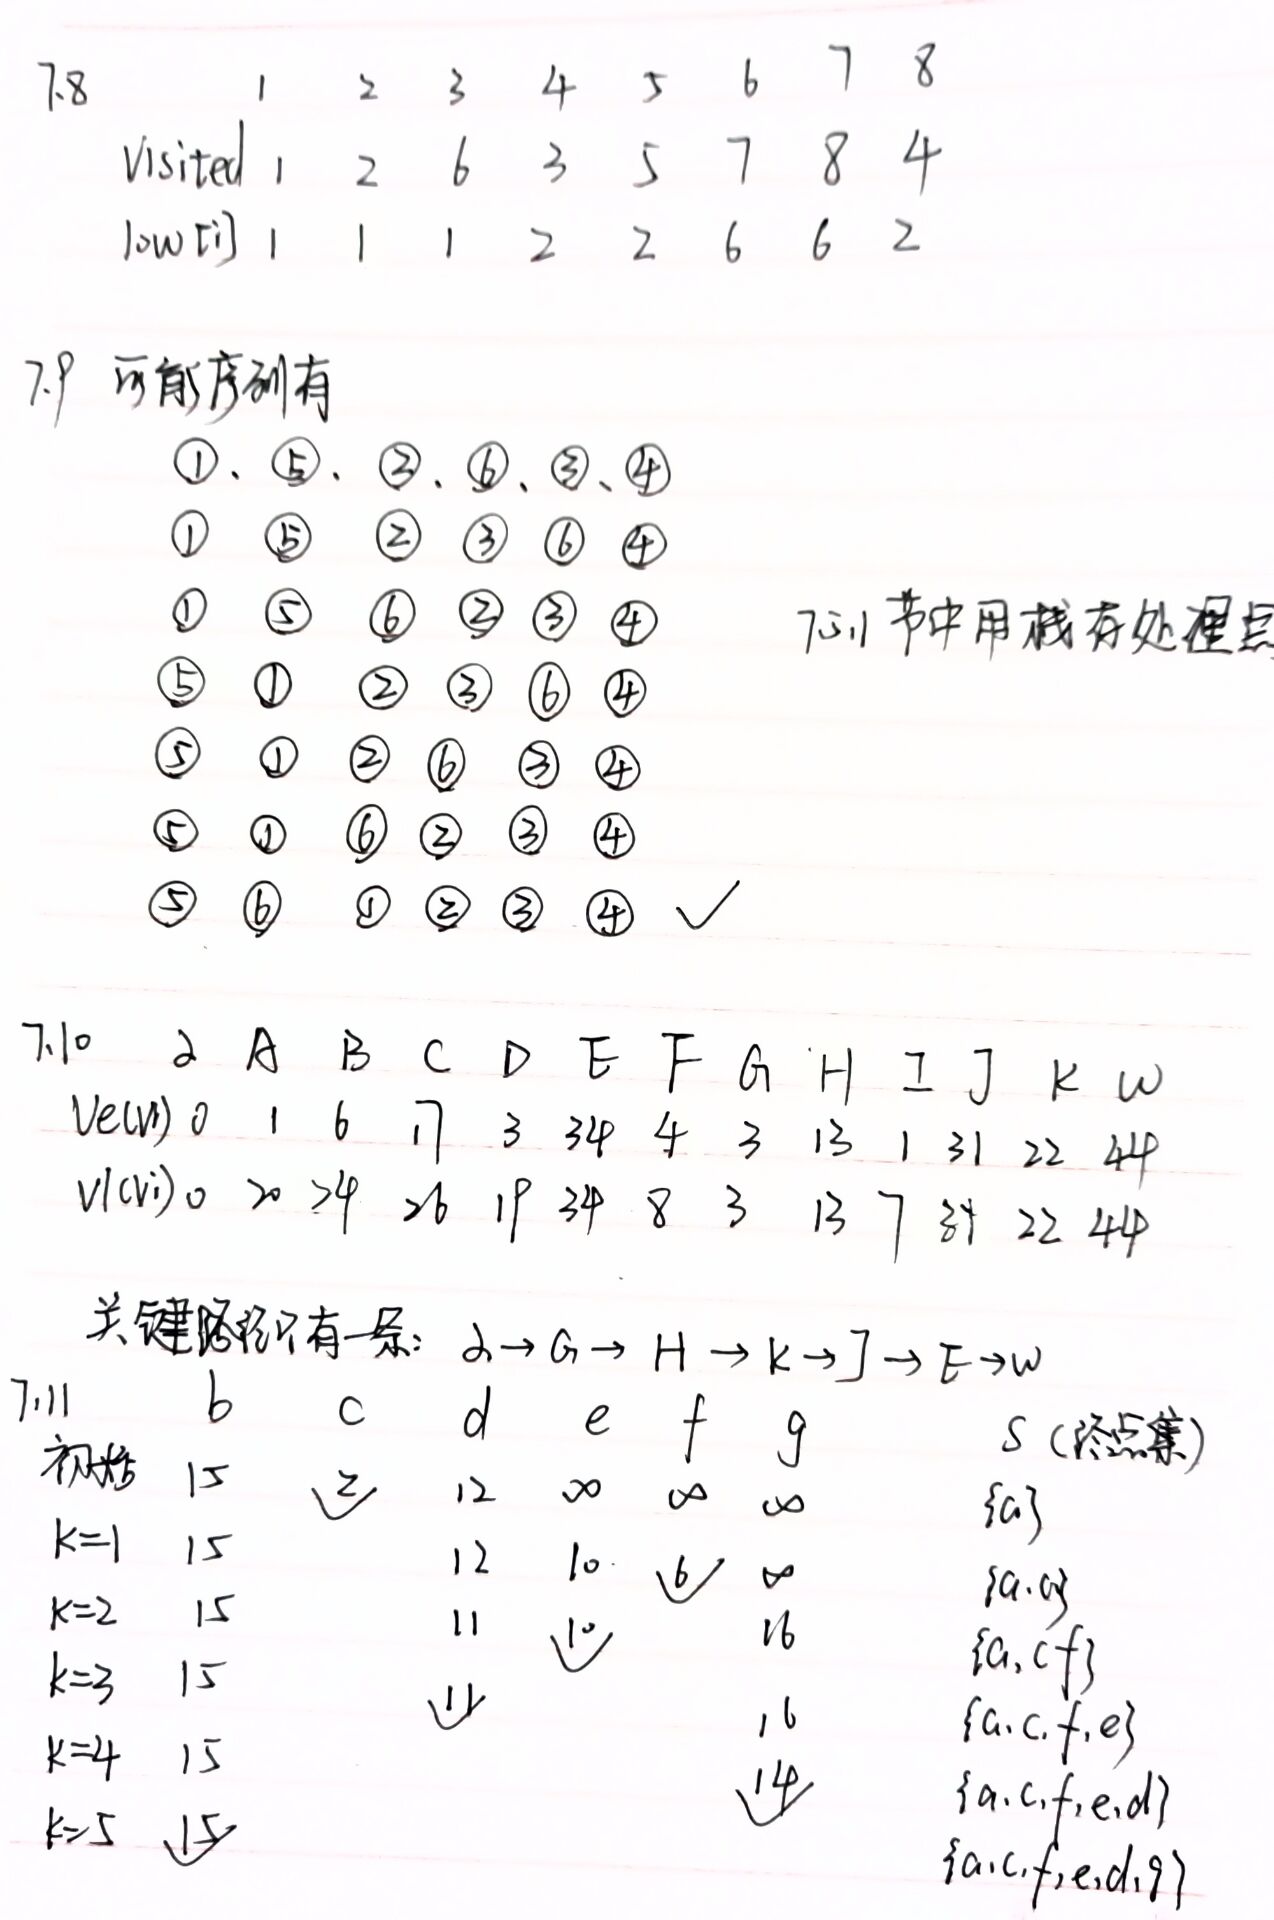 7.8 1 2 3 4 5 6 7 8
Visited 1 2 6 3 5 7 8 4
low[i] 1 1 1 2 2 6 6 2
7.9 可能序列有
①、⑤、③、⑥、③、④
① ⑤ ② ③ ⑥ ④
① ⑤ ⑥ ② ③ ④
7.5.1 节中用栈存处理点
⑤ ① ② ③ ⑥ ④
⑤ ① ② ⑥ ③ ④
⑤ ① ⑥ ② ③ ④
⑤ ⑥ ① ② ③ ④ ✓
7.10 α A B C D E F G H I J K W
Ve(Vi) 0 1 6 17 3 34 4 3 13 1 31 22 44
Vl(Vi) 0 20 24 26 19 34 8 3 13 7 31 22 44
关键路径只有一条: α→G→H→K→J→E→W
7.11 b c d e f g S (终点集)
初始 15 2 12 ∞ ∞ ∞ {a}
K=1 15 12 10 6 ∞ {a.c}
K=2 15 11 10 16 {a,c f}
K=3 15 11 16 {a.c.f.e}
K=4 15 14 {a.c,f,e,d}
K=5 15 {a.c.f,e,d,g}